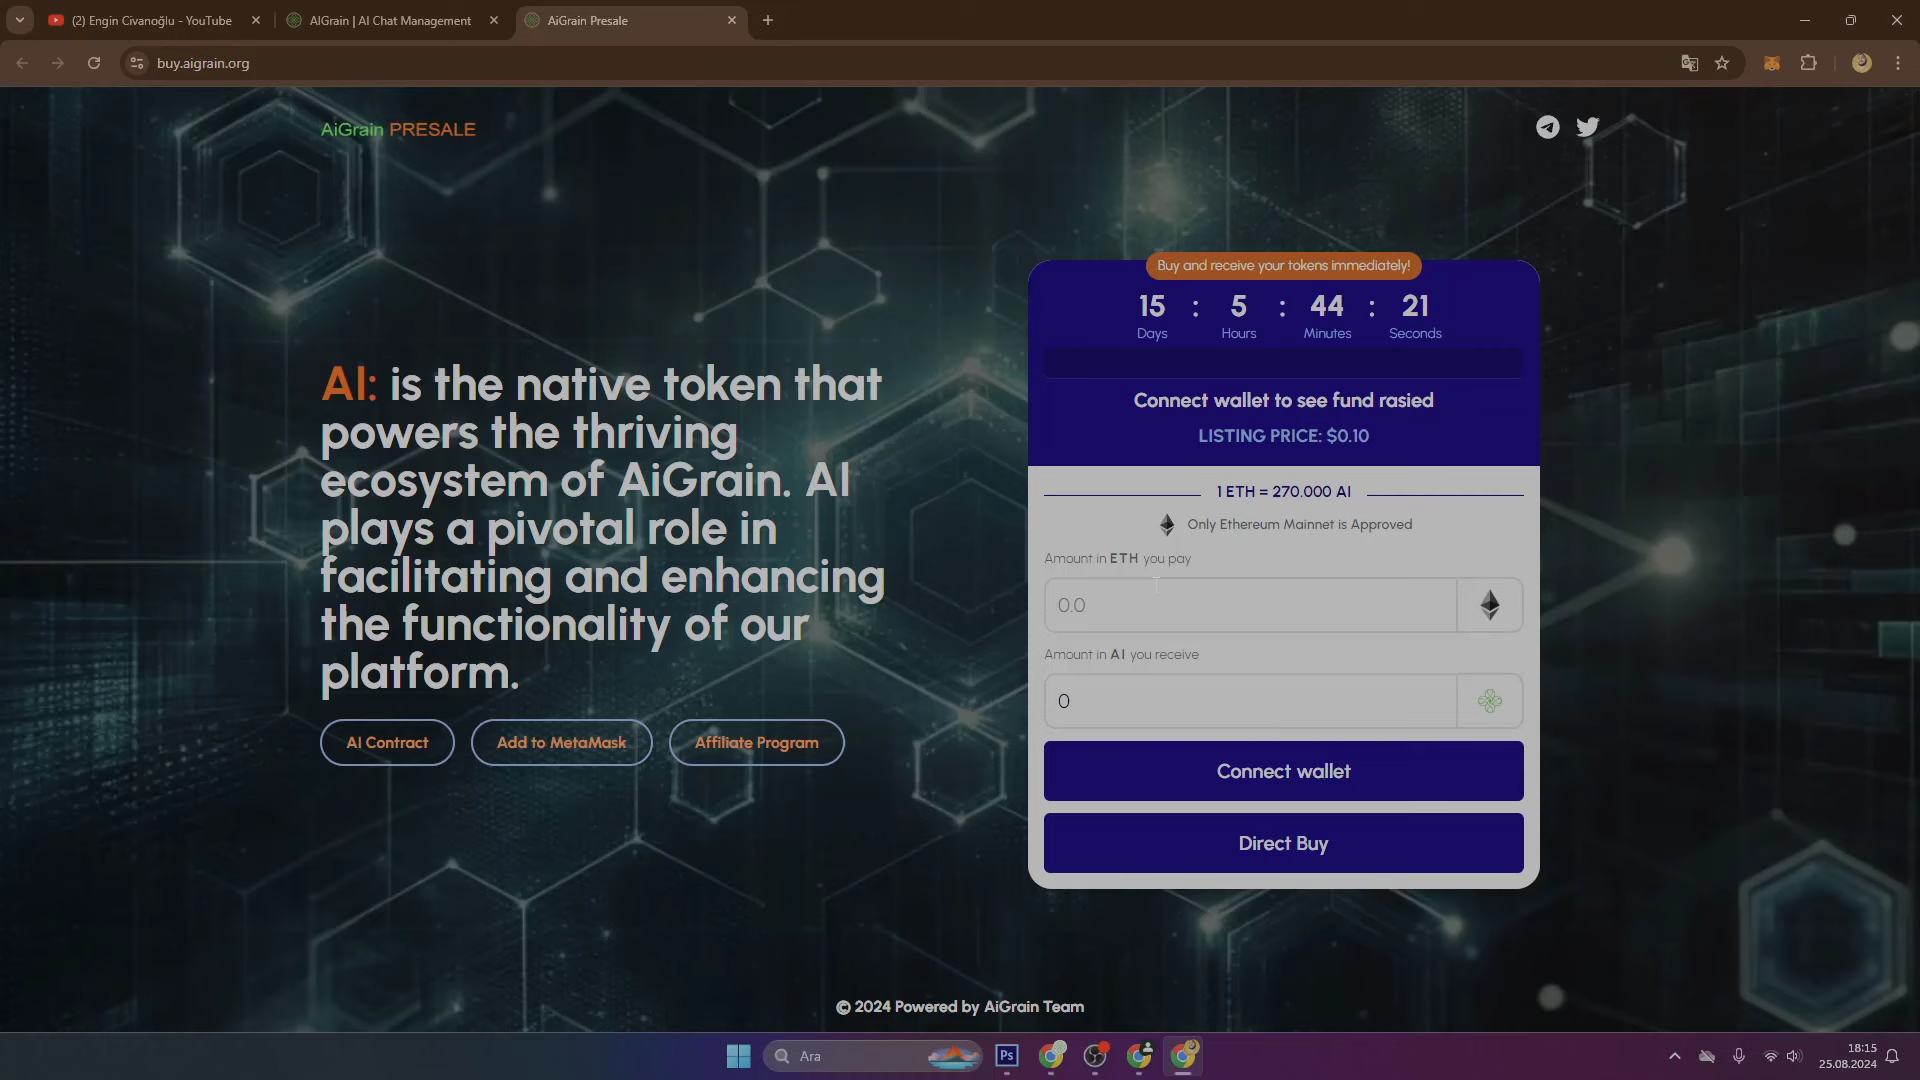 (2) Engin Civanoğlu - YouTube
AIGrain | AI Chat Management
AiGrain Presale
buy.aigrain.org
AiGrain PRESALE
Buy and receive your tokens immediately!
15 : 5 : 44 : 21
Days Hours Minutes Seconds
Connect wallet to see fund rasied
LISTING PRICE: $0.10
AI: is the native token that
powers the thriving
ecosystem of AiGrain. AI
plays a pivotal role in
facilitating and enhancing
the functionality of our
platform.
AI Contract
Add to MetaMask
Affiliate Program
1 ETH = 270.000 AI
Only Ethereum Mainnet is Approved
Amount in ETH you pay
0.0
Amount in AI you receive
0
Connect wallet
Direct Buy
© 2024 Powered by AiGrain Team
Ara
Ps
18:15
25.08.2024